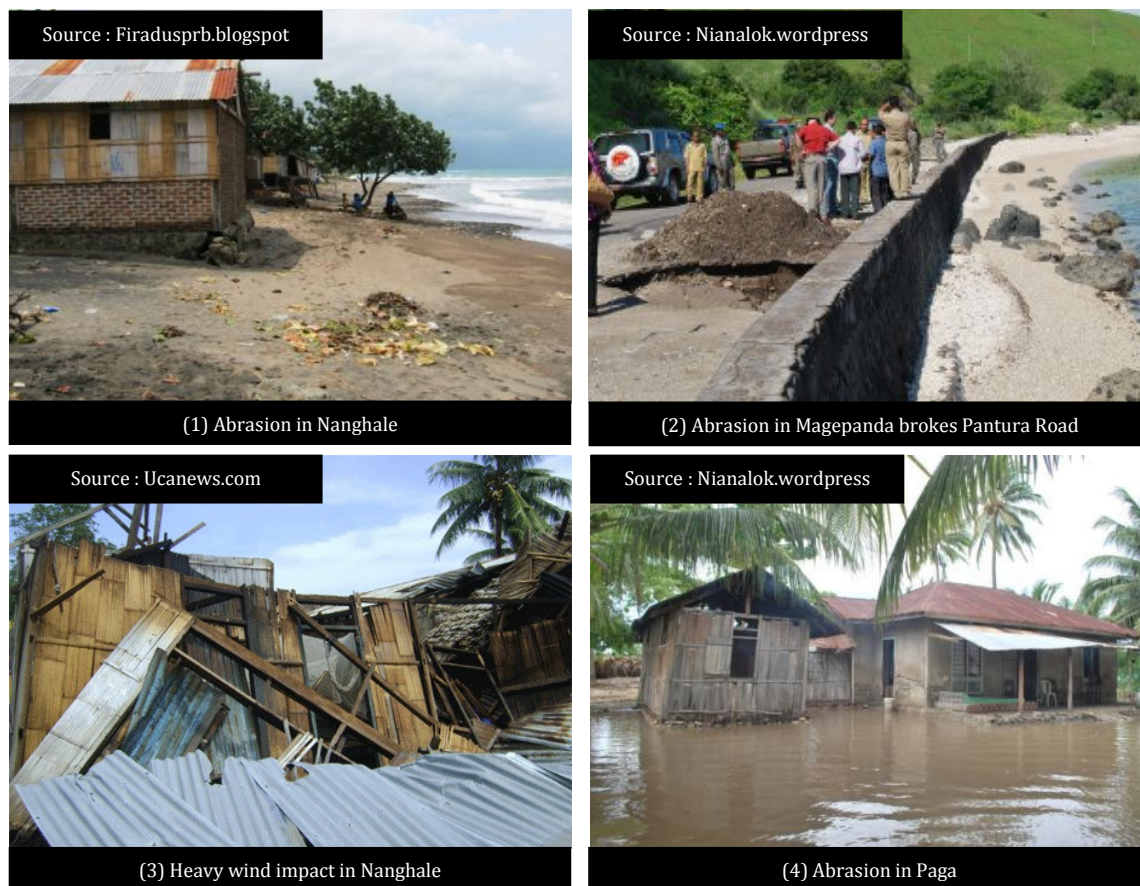 Source : Firadusprb.blogspot
Source : Nianalok.wordpress
(1) Abrasion in Nanghale
(2) Abrasion in Magepanda brokes Pantura Road
Source : Ucanews.com
Source : Nianalok.wordpress
(3) Heavy wind impact in Nanghale
(4) Abrasion in Paga